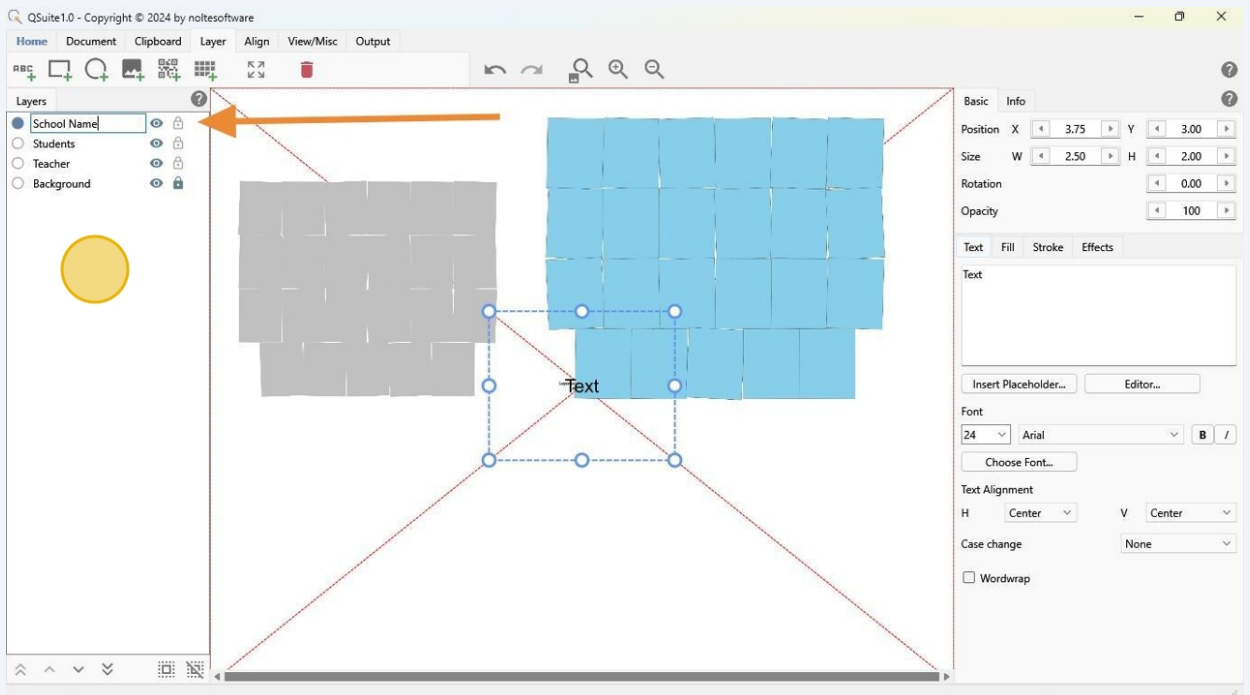 QSuite1.0 - Copyright © 2024 by noltesoftware
Home Document Clipboard Layer Align View/Misc Output
ABC
Layers
School Name
Students
Teacher
Background
Text
Basic Info
Position X 3.75 Y 3.00
Size W 2.50 H 2.00
Rotation 0.00
Opacity 100
Text Fill Stroke Effects
Text
Insert Placeholder... Editor...
Font
24 Arial B I
Choose Font...
Text Alignment
H Center V Center
Case change None
Wordwrap